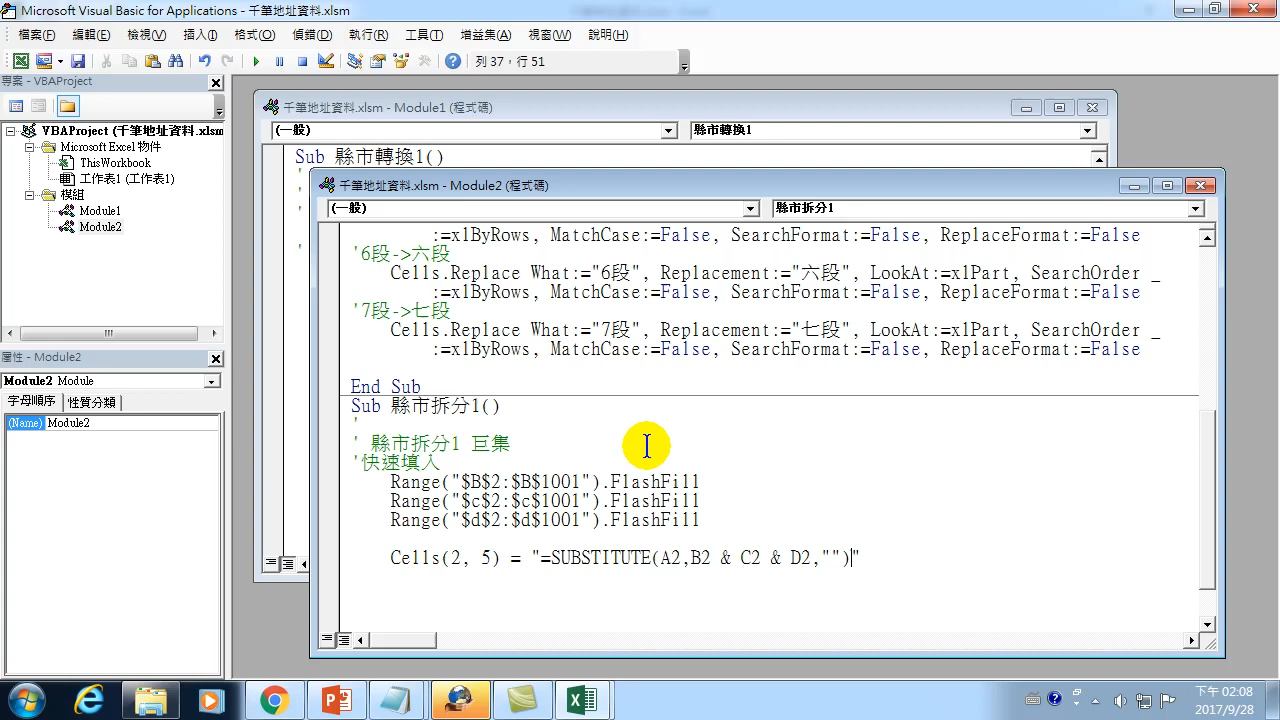 Microsoft Visual Basic for Applications - 千筆地址資料.xlsm
檔案(F) 編輯(E) 檢視(V) 插入(I) 格式(O) 偵錯(D) 執行(R) 工具(T) 增益集(A) 視窗(W) 說明(H)
列 37，行 51
專案 - VBAProject
VBAProject (千筆地址資料.xlsm
Microsoft Excel 物件
ThisWorkbook
工作表1 (工作表1)
模組
Module1
Module2
屬性 - Module2
Module2 Module
字母順序 性質分類
(Name) Module2
千筆地址資料.xlsm - Module1 (程式碼)
(一般) 縣市轉換1
Sub 縣市轉換1()
千筆地址資料.xlsm - Module2 (程式碼)
(一般) 縣市拆分1
:=xlByRows, MatchCase:=False, SearchFormat:=False, ReplaceFormat:=False
'6段->六段
Cells.Replace What:="6段", Replacement:="六段", LookAt:=xlPart, SearchOrder _
:=xlByRows, MatchCase:=False, SearchFormat:=False, ReplaceFormat:=False
'7段->七段
Cells.Replace What:="7段", Replacement:="七段", LookAt:=xlPart, SearchOrder _
:=xlByRows, MatchCase:=False, SearchFormat:=False, ReplaceFormat:=False
End Sub
Sub 縣市拆分1()
'
' 縣市拆分1 巨集
'快速填入
Range("$B$2:$B$1001").FlashFill
Range("$c$2:$c$1001").FlashFill
Range("$d$2:$d$1001").FlashFill
Cells(2, 5) = "=SUBSTITUTE(A2,B2 & C2 & D2,"")"
下午 02:08
2017/9/28